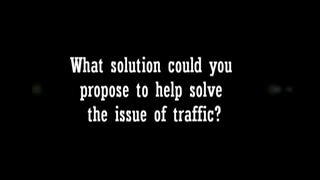 What solution could you
propose to help solve
the issue of traffic?